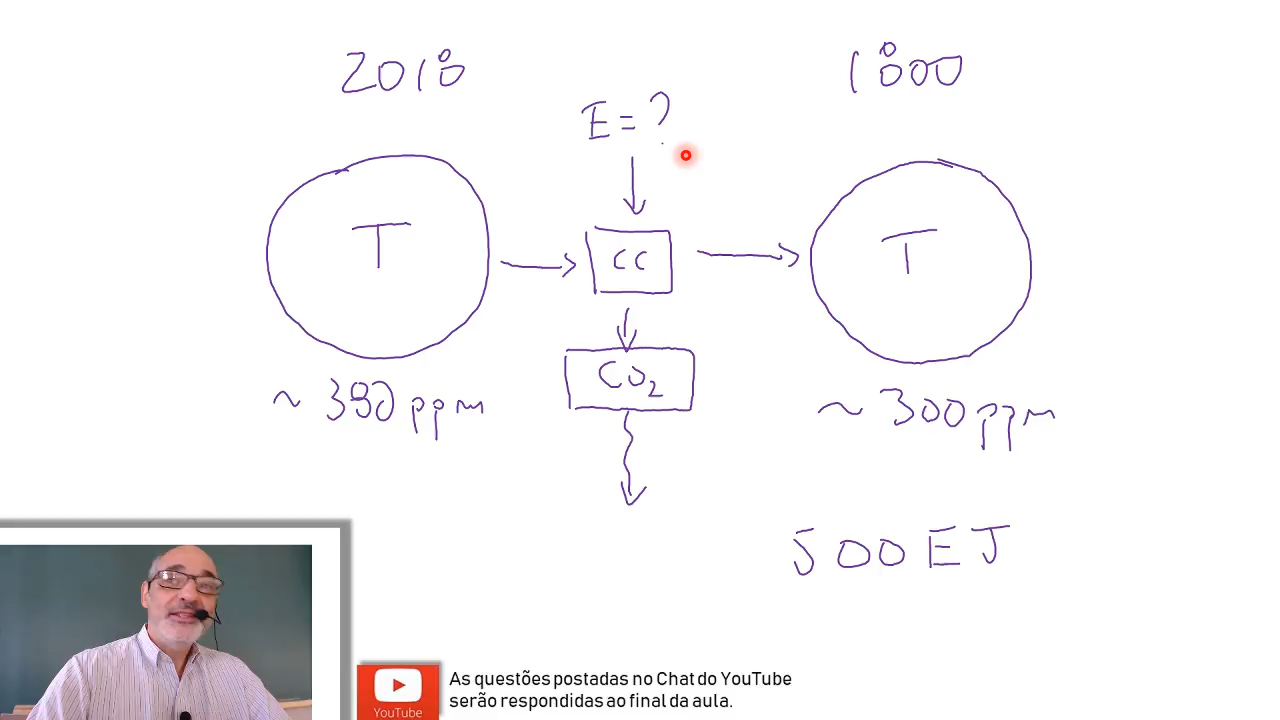 2018
1800
E = ?
T
CC
T
CO₂
~ 390 ppm
~ 300 ppm
500 EJ
YouTube
As questões postadas no Chat do YouTube
serão respondidas ao final da aula.